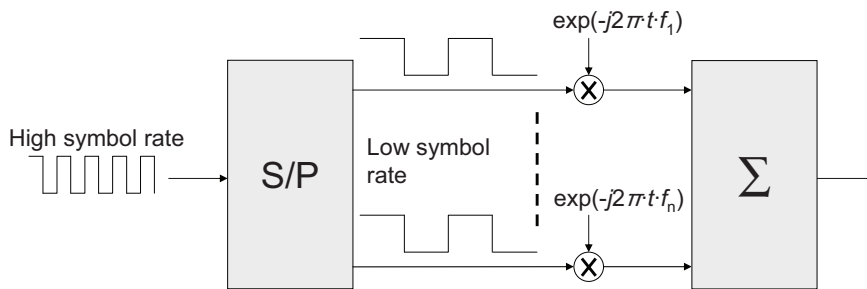 exp(-j2π·t·f₁)
High symbol rate
S/P
Low symbol
rate
Σ
exp(-j2π·t·fₙ)